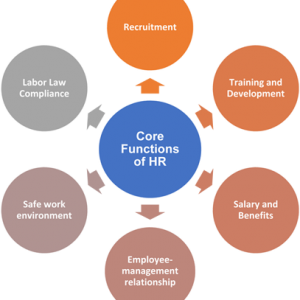 Recruitment
Training and
Development
Salary and
Benefits
Employee-
management
relationship
Safe work
environment
Labor Law
Compliance
Core
Functions
of HR